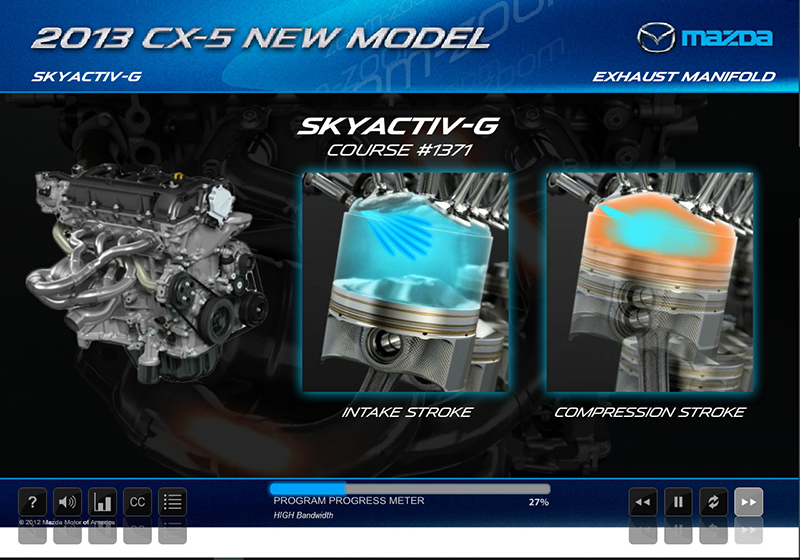 2013 CX-5 NEW MODEL
mazda
SKYACTIV-G
EXHAUST MANIFOLD
SKYACTIV-G
COURSE #1371
INTAKE STROKE
COMPRESSION STROKE
?
CC
PROGRAM PROGRESS METER
27%
HIGH Bandwidth
© 2012 Mazda Motor of America